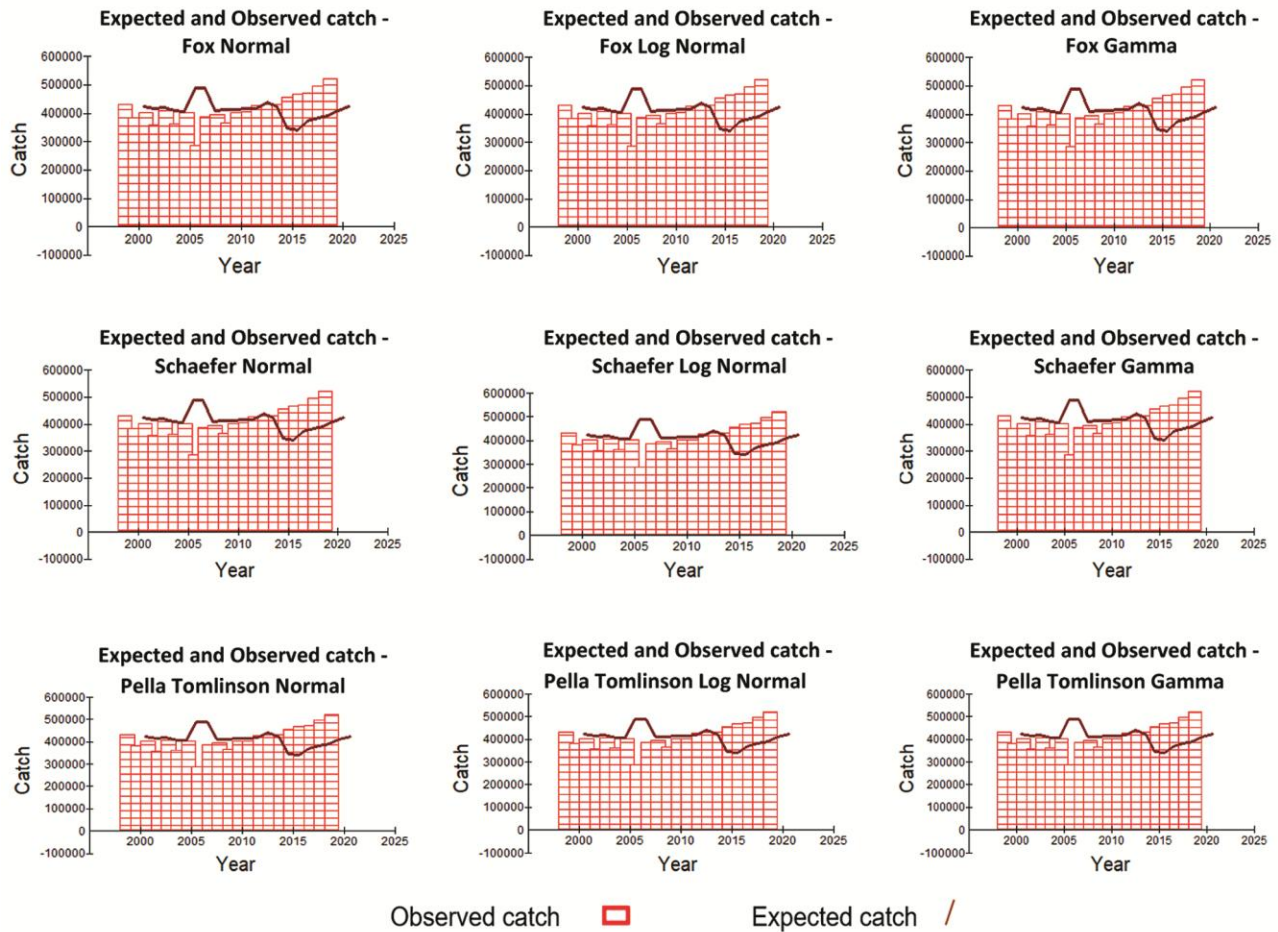 Expected and Observed catch -
Fox Normal
600000
500000
400000
300000
200000
100000
0
-100000
Catch
2000 2005 2010 2015 2020 2025
Year
Expected and Observed catch -
Fox Log Normal
600000
500000
400000
300000
200000
100000
0
-100000
Catch
2000 2005 2010 2015 2020 2025
Year
Expected and Observed catch -
Fox Gamma
600000
500000
400000
300000
200000
100000
0
-100000
Catch
2000 2005 2010 2015 2020 2025
Year
Expected and Observed catch -
Schaefer Normal
600000
500000
400000
300000
200000
100000
0
-100000
Catch
2000 2005 2010 2015 2020 2025
Year
Expected and Observed catch -
Schaefer Log Normal
600000
500000
400000
300000
200000
100000
0
-100000
Catch
2000 2005 2010 2015 2020 2025
Year
Expected and Observed catch -
Schaefer Gamma
600000
500000
400000
300000
200000
100000
0
-100000
Catch
2000 2005 2010 2015 2020 2025
Year
Expected and Observed catch -
Pella Tomlinson Normal
600000
500000
400000
300000
200000
100000
0
-100000
Catch
2000 2005 2010 2015 2020 2025
Year
Expected and Observed catch -
Pella Tomlinson Log Normal
600000
500000
400000
300000
200000
100000
0
-100000
Catch
2000 2005 2010 2015 2020 2025
Year
Expected and Observed catch -
Pella Tomlinson Gamma
600000
500000
400000
300000
200000
100000
0
-100000
Catch
2000 2005 2010 2015 2020 2025
Year
Observed catch Expected catch